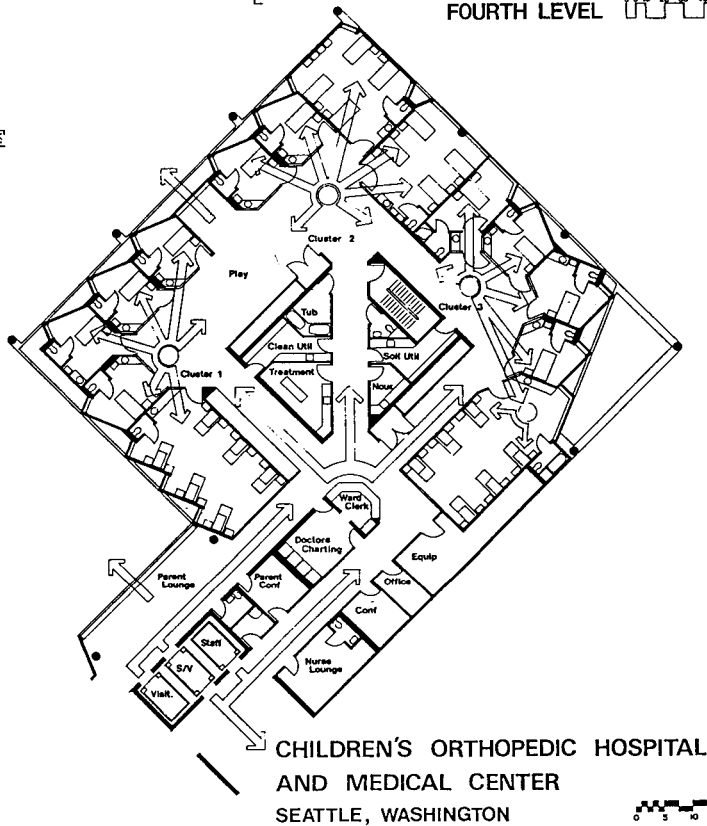 FOURTH LEVEL
Cluster 2
Play
Cluster 3
Tub
Clean Util
Soil Util
Cluster 1
Treatment
Nous
Ward
Clerk
Doctors
Charting
Equip
Parent
Lounge
Parent
Conf
Office
Conf
Staff
S/V
Nurse
Lounge
Visit.
CHILDREN'S ORTHOPEDIC HOSPITAL
AND MEDICAL CENTER
SEATTLE, WASHINGTON
0 5 10